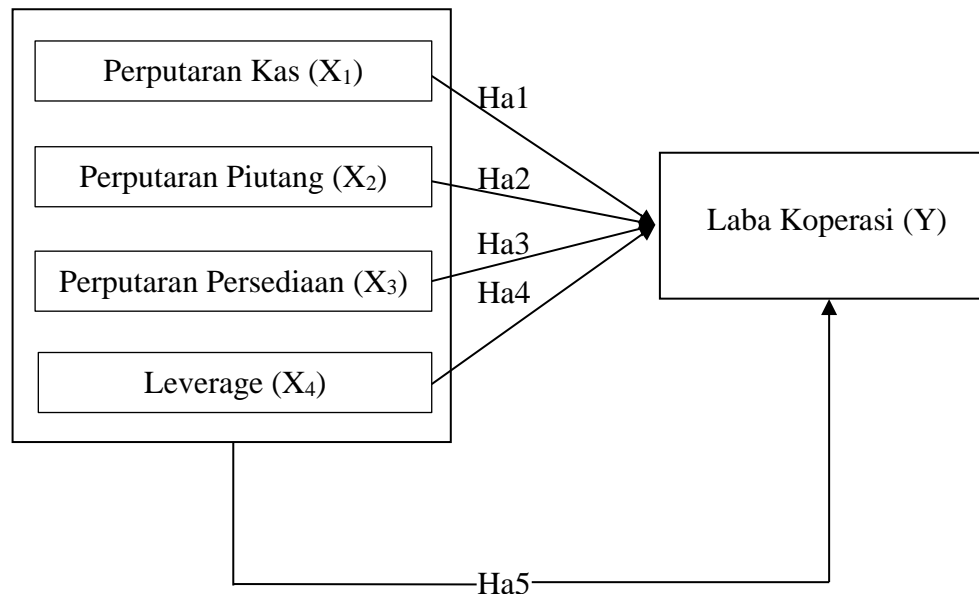 Perputaran Kas (X₁)
Ha1
Perputaran Piutang (X₂)
Ha2
Laba Koperasi (Y)
Perputaran Persediaan (X₃)
Ha3
Ha4
Leverage (X₄)
Ha5